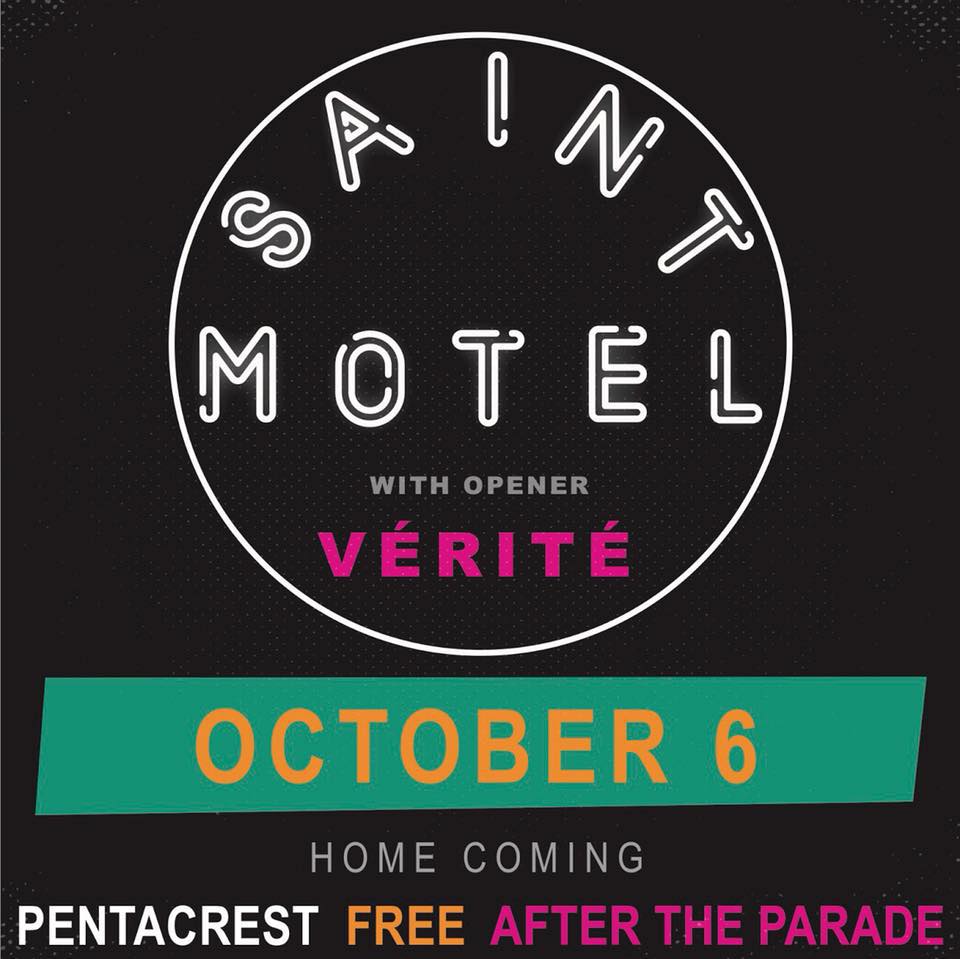 SAINT
MOTEL
WITH OPENER
VÉRITÉ
OCTOBER 6
HOME COMING
PENTACREST FREE AFTER THE PARADE